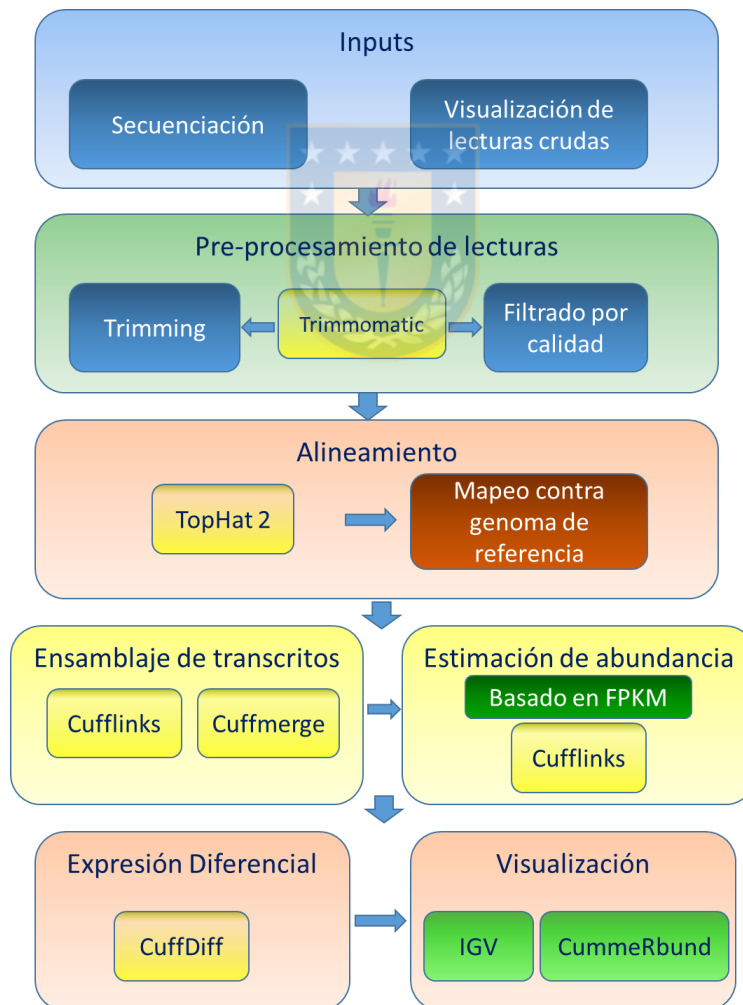 Inputs
Secuenciación
Visualización de
lecturas crudas
Pre-procesamiento de lecturas
Trimming
Trimmomatic
Filtrado por
calidad
Alineamiento
TopHat 2
Mapeo contra
genoma de
referencia
Ensamblaje de transcritos
Cufflinks
Cuffmerge
Estimación de abundancia
Basado en FPKM
Cufflinks
Expresión Diferencial
CuffDiff
Visualización
IGV
CummeRbund